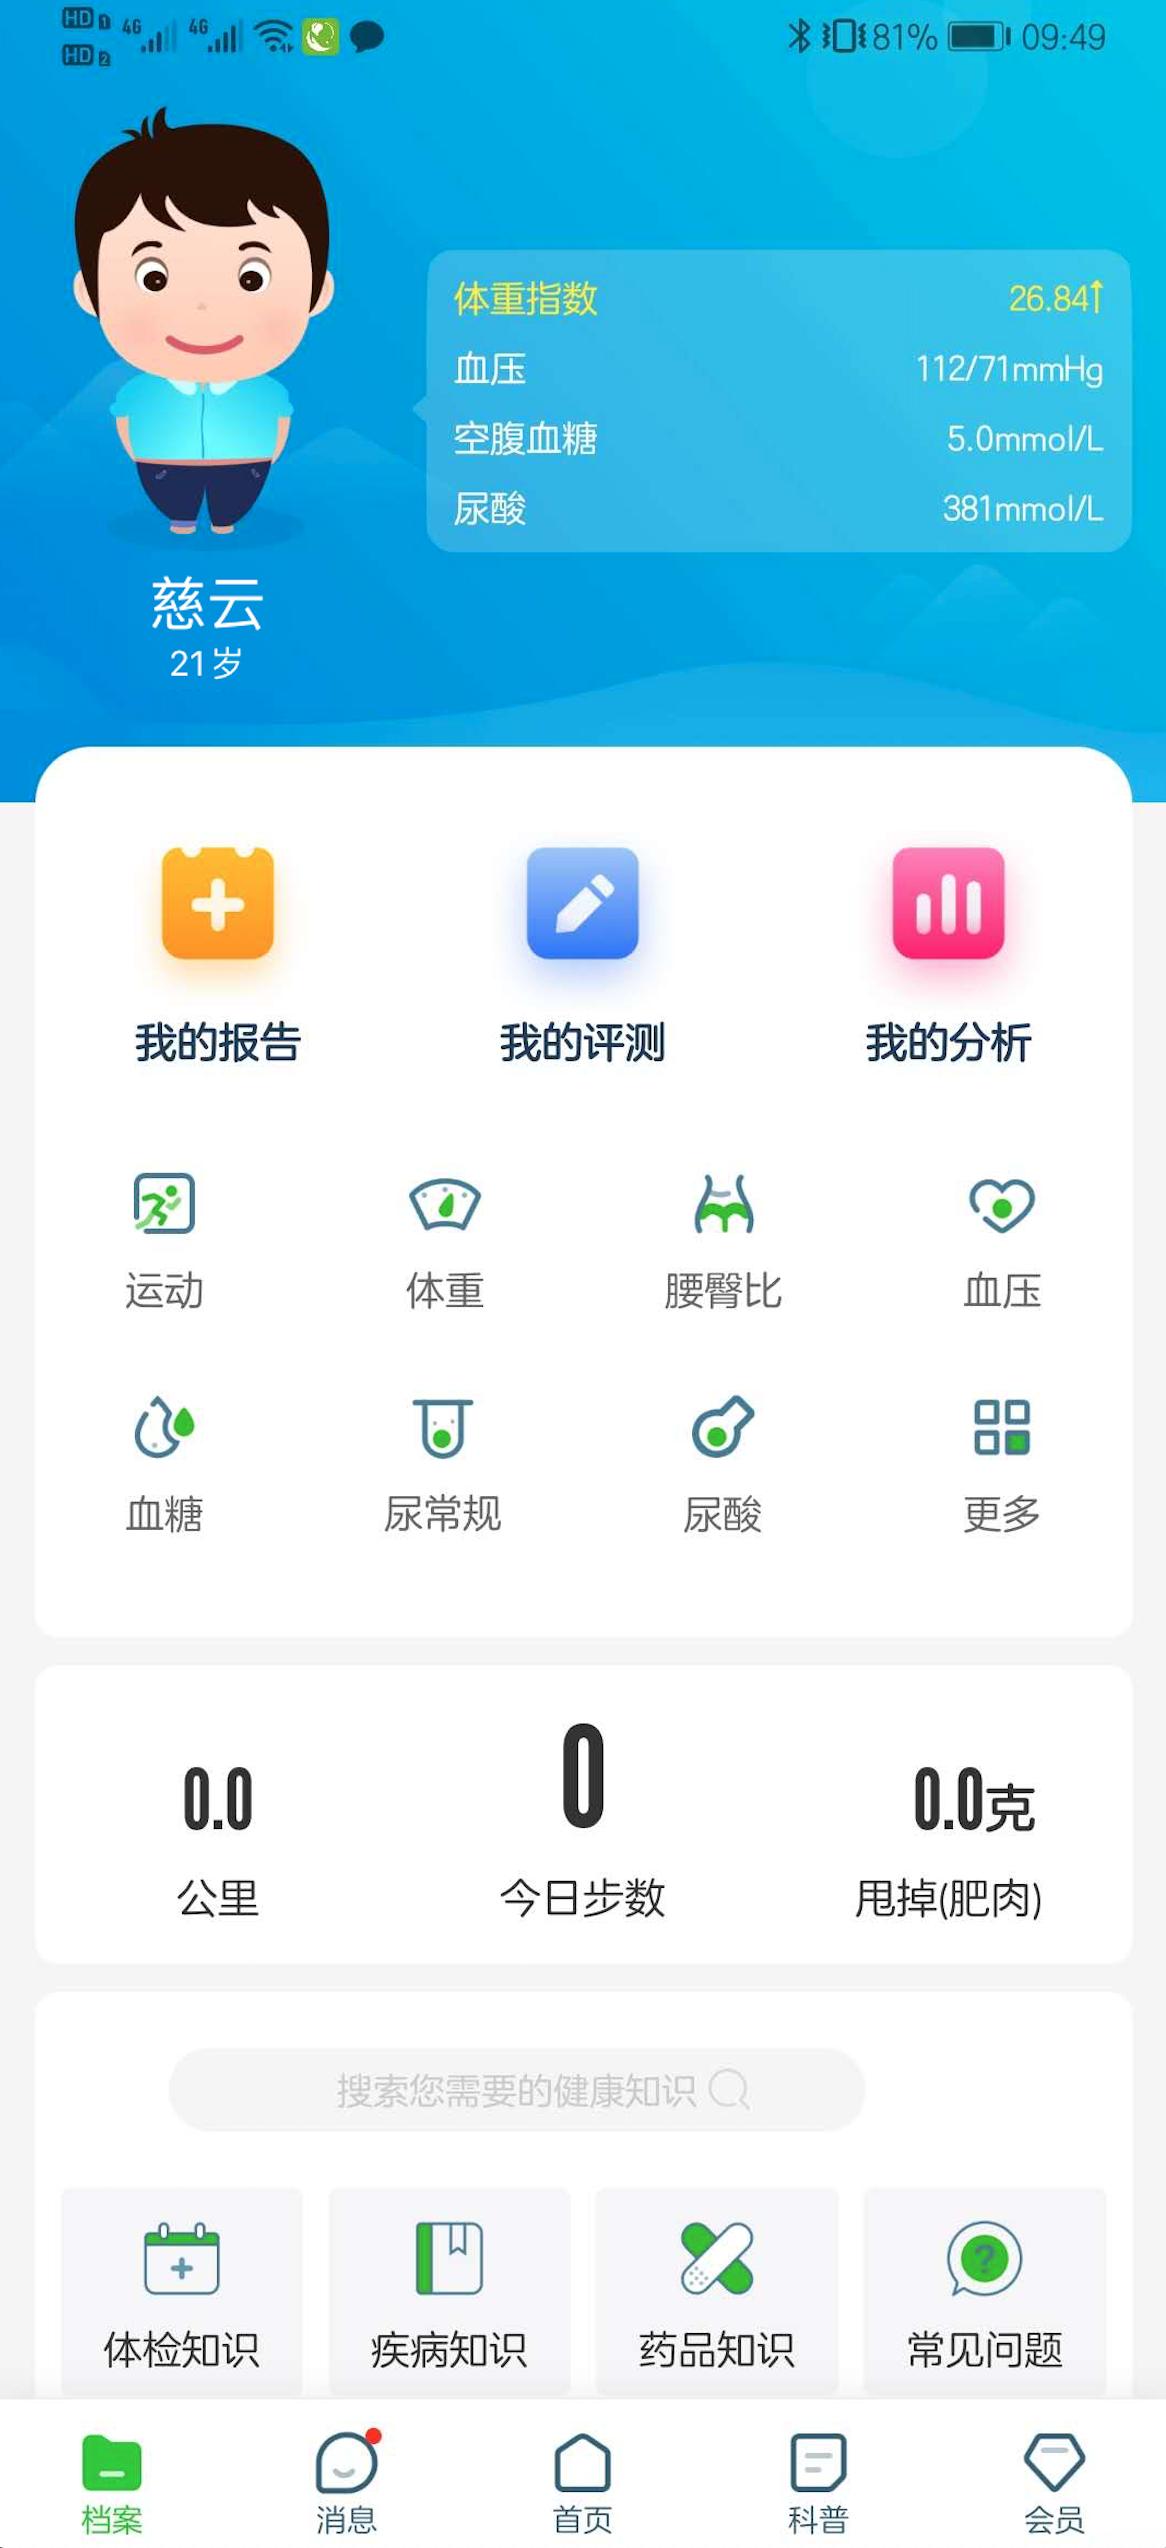 HD 1 4G 4G 81% 09:49
HD 2
体重指数 26.84↑
血压 112/71mmHg
空腹血糖 5.0mmol/L
尿酸 381mmol/L
慈云
21岁
我的报告 我的评测 我的分析
运动 体重 腰臀比 血压
血糖 尿常规 尿酸 更多
0.0 0 0.0克
公里 今日步数 甩掉(肥肉)
搜索您需要的健康知识
体检知识 疾病知识 药品知识 常见问题
档案 消息 首页 科普 会员